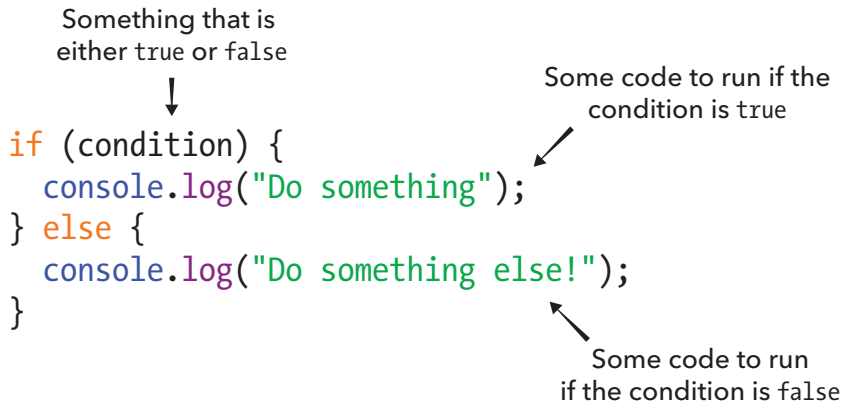 Something that is
either true or false
Some code to run if the
condition is true
if (condition) {
  console.log("Do something");
} else {
  console.log("Do something else!");
}
Some code to run
if the condition is false